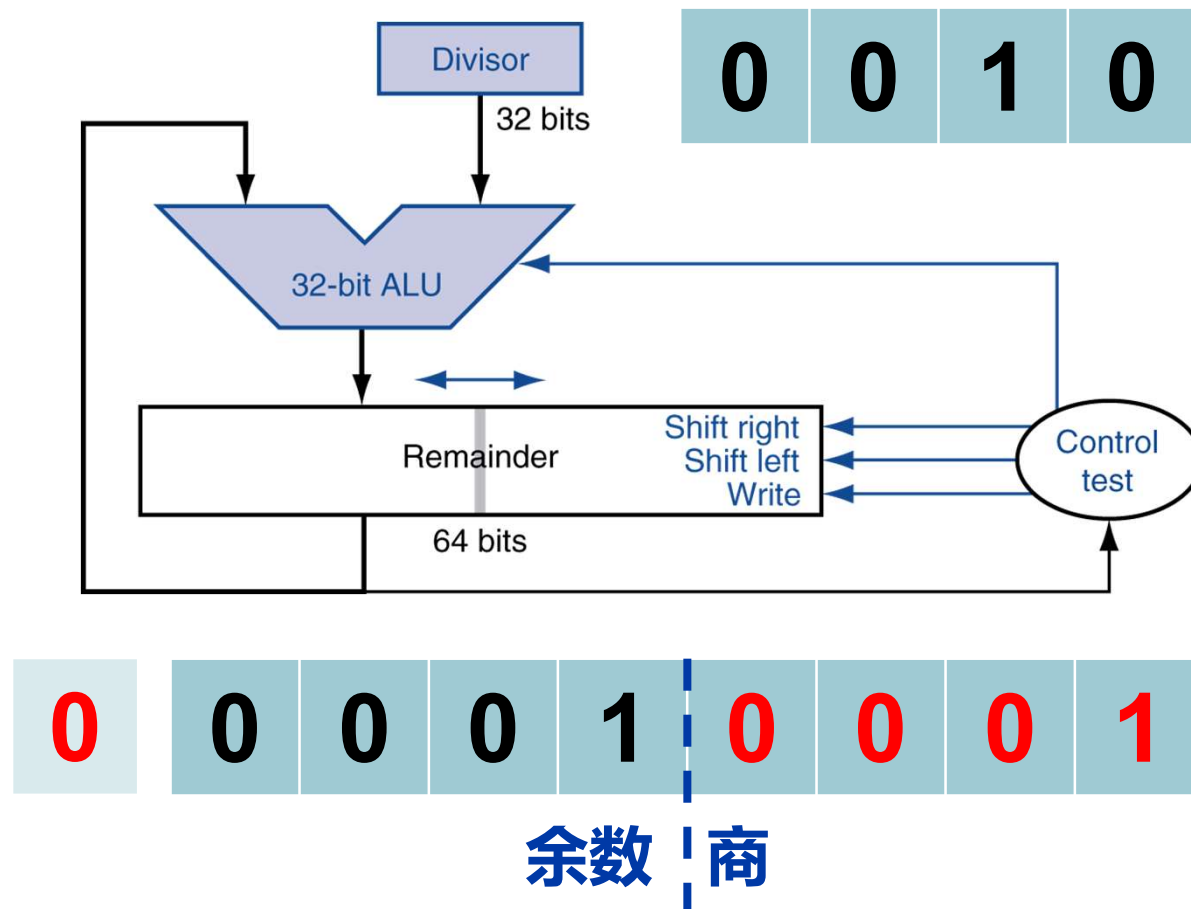 Divisor
0 0 1 0
32 bits
32-bit ALU
Remainder
Shift right
Shift left
Write
Control
test
64 bits
0 0 0 0 1 0 0 0 1
余数 商